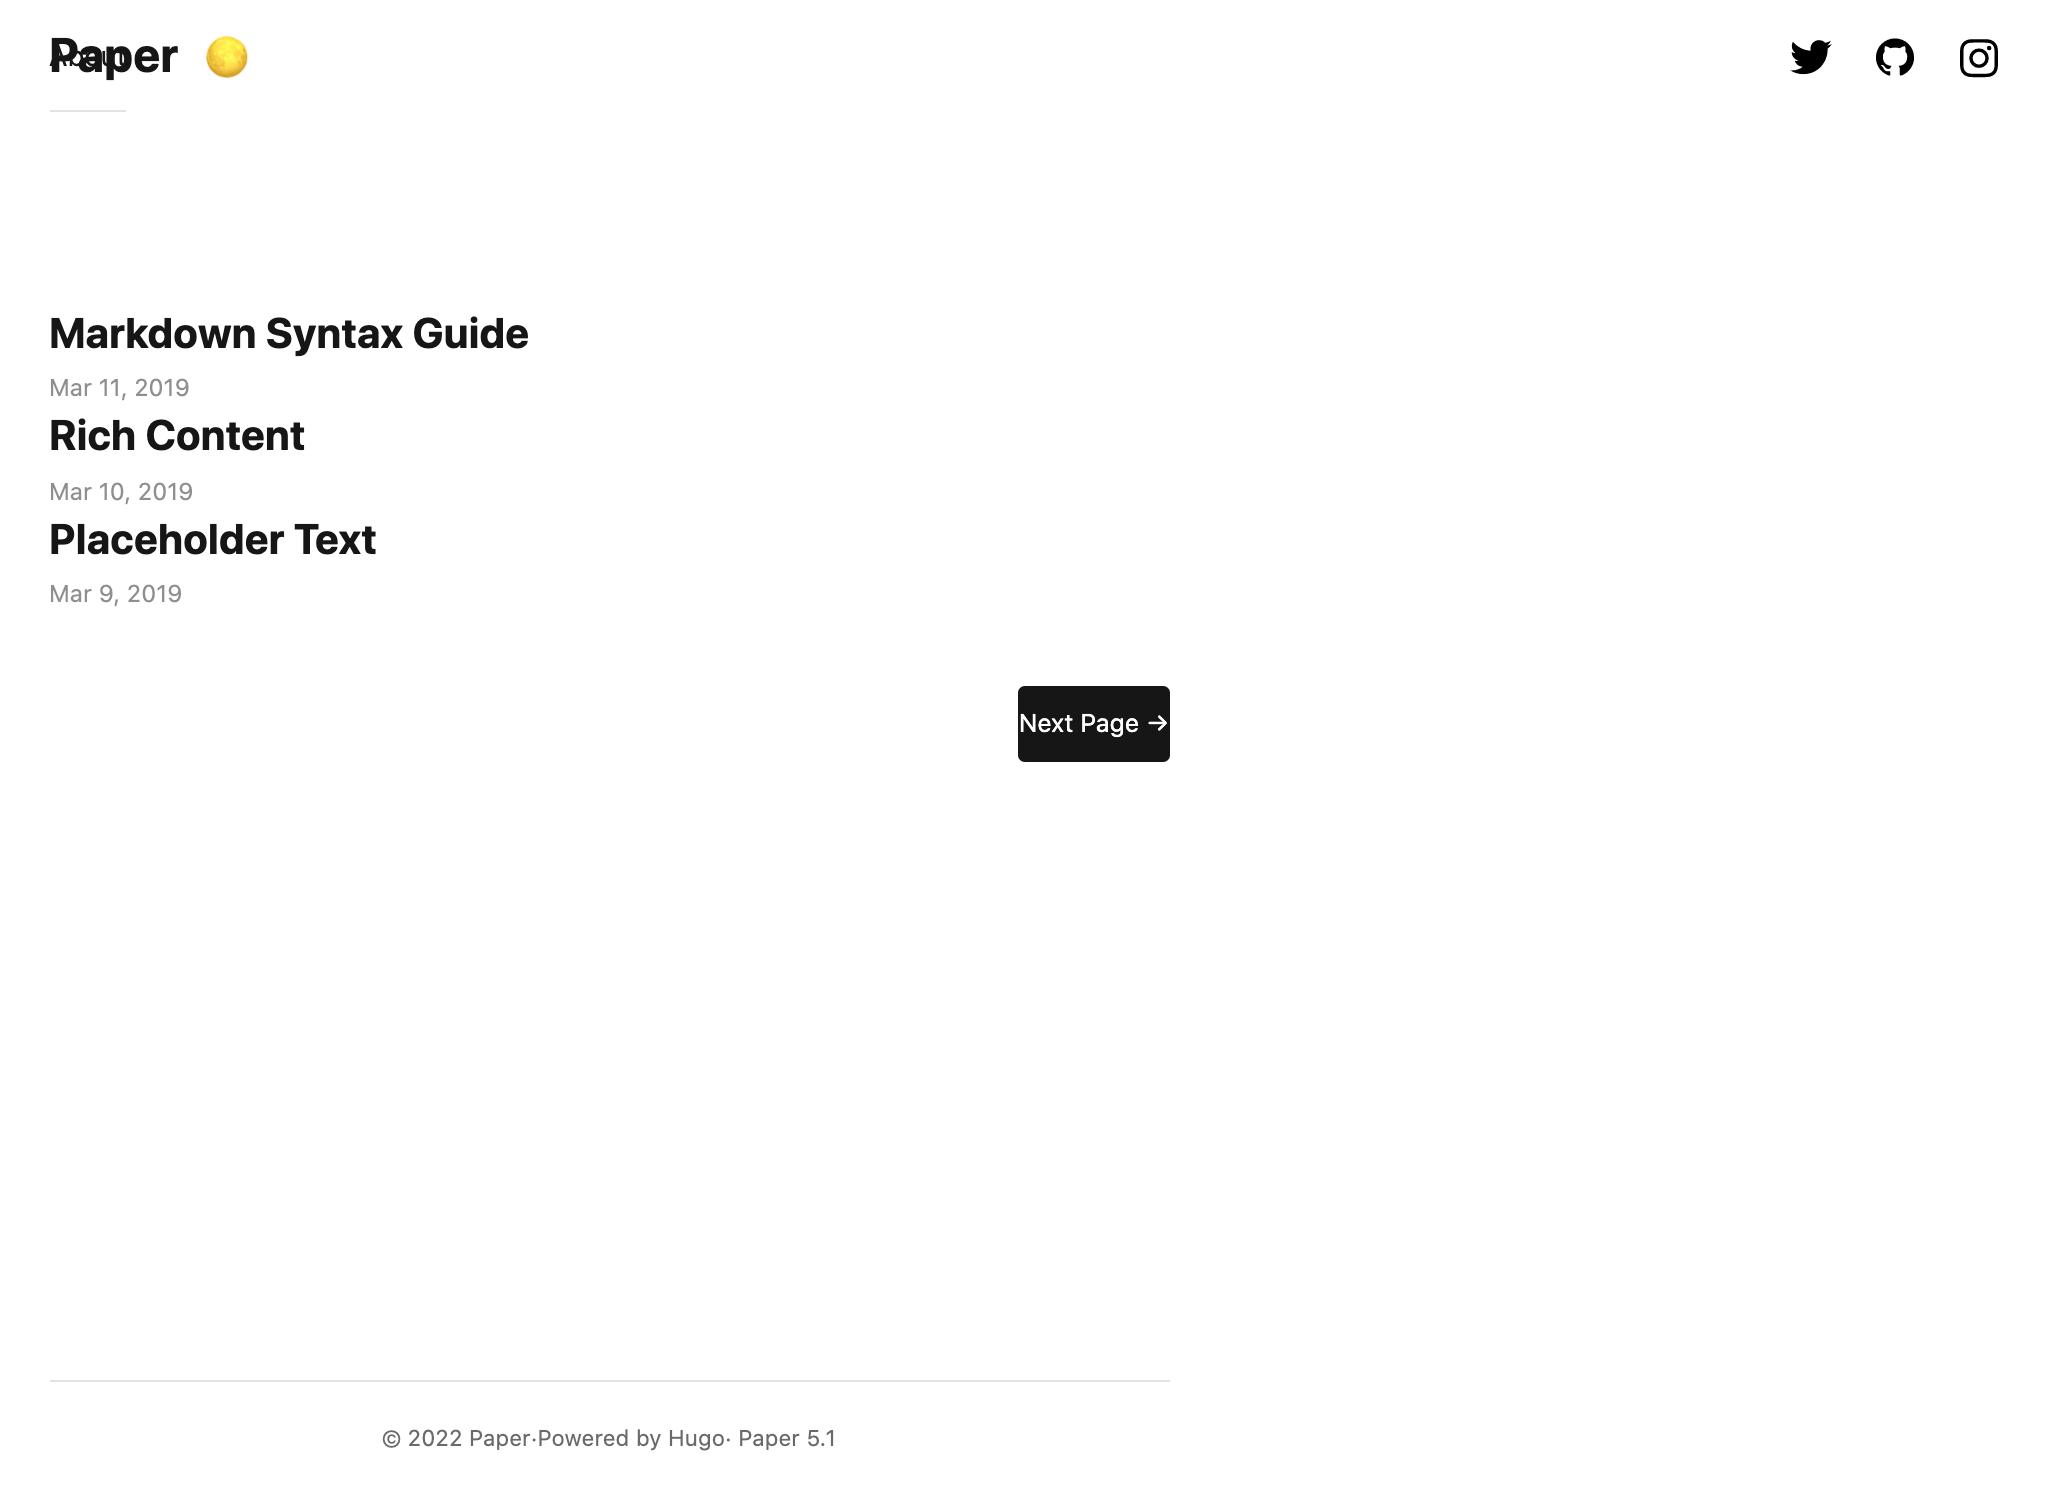 Paper
About
Markdown Syntax Guide
Mar 11, 2019
Rich Content
Mar 10, 2019
Placeholder Text
Mar 9, 2019
Next Page →
© 2022 Paper·Powered by Hugo· Paper 5.1